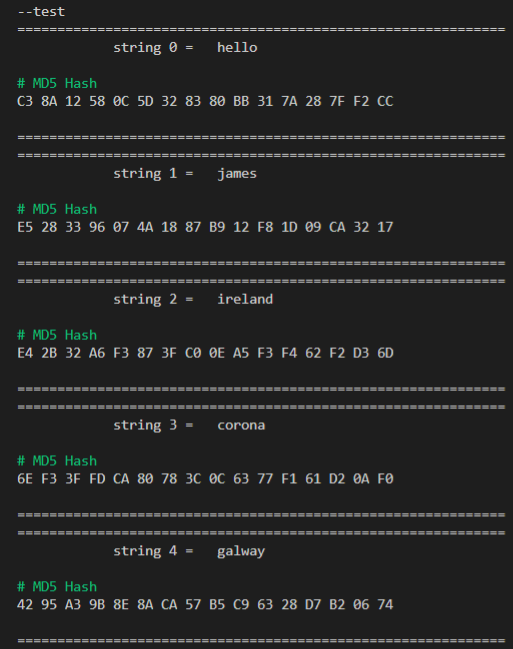 --test
=============================================================
string 0 = hello
# MD5 Hash
C3 8A 12 58 0C 5D 32 83 80 BB 31 7A 28 7F F2 CC
=============================================================
=============================================================
string 1 = james
# MD5 Hash
E5 28 33 96 07 4A 18 87 B9 12 F8 1D 09 CA 32 17
=============================================================
=============================================================
string 2 = ireland
# MD5 Hash
E4 2B 32 A6 F3 87 3F C0 0E A5 F3 F4 62 F2 D3 6D
=============================================================
=============================================================
string 3 = corona
# MD5 Hash
6E F3 3F FD CA 80 78 3C 0C 63 77 F1 61 D2 0A F0
=============================================================
=============================================================
string 4 = galway
# MD5 Hash
42 95 A3 9B 8E 8A CA 57 B5 C9 63 28 D7 B2 06 74
=============================================================